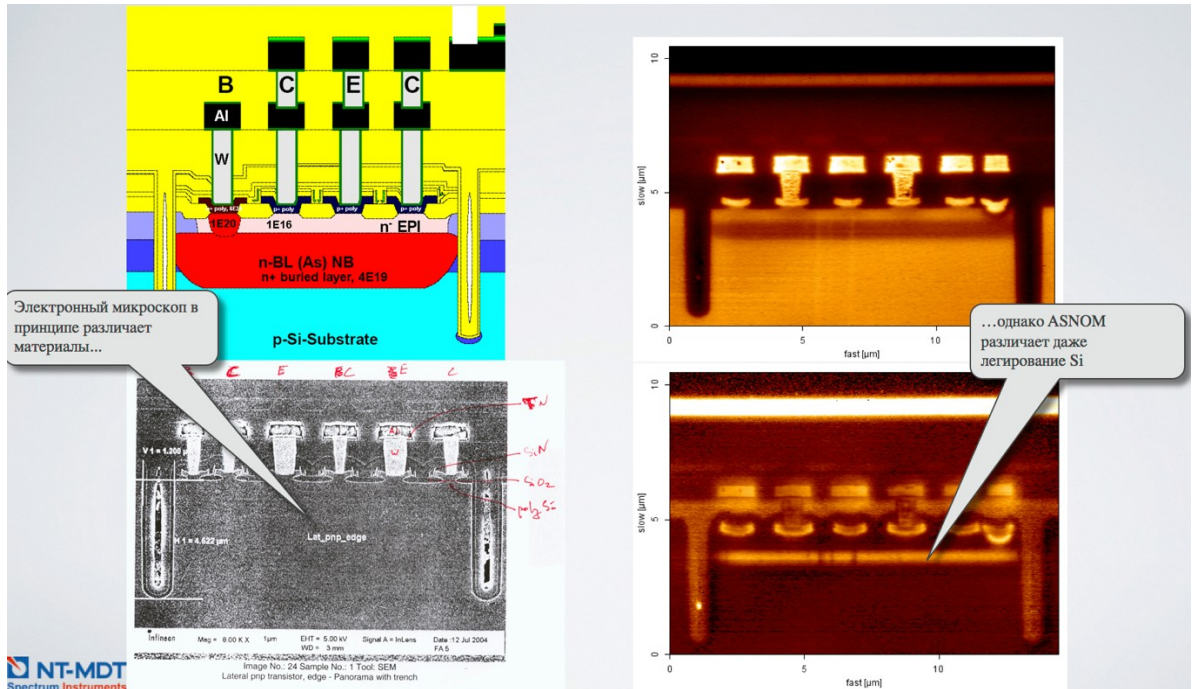 B
C
E
C
Al
W
p+ poly
p+ poly
p+ poly
1E20
1E16
n- EPI
n-BL (As) NB
n+ buried layer, 4E19
p-Si-Substrate
Электронный микроскоп в
принципе различает
материалы...
C
E
C
E
C
N
SiN
SiO2
poly Si
W
V 1 = 1.200 µ
H 1 = 4.622 µm
Lat_pnp_edge
Infineon
Mag = 8.00 K X
1µm
EHT = 5.00 kV
WD = 3 mm
Signal A = InLens
Date :12 Jul 2004
FA 5
Image No.: 24 Sample No.: 1 Tool: SEM
Lateral pnp transistor, edge - Panorama with trench
NT-MDT
Spectrum Instruments
slow [µm]
10
5
0
0
5
10
fast [µm]
…однако ASNOM
различает даже
легирование Si
slow [µm]
10
5
0
0
5
10
fast [µm]